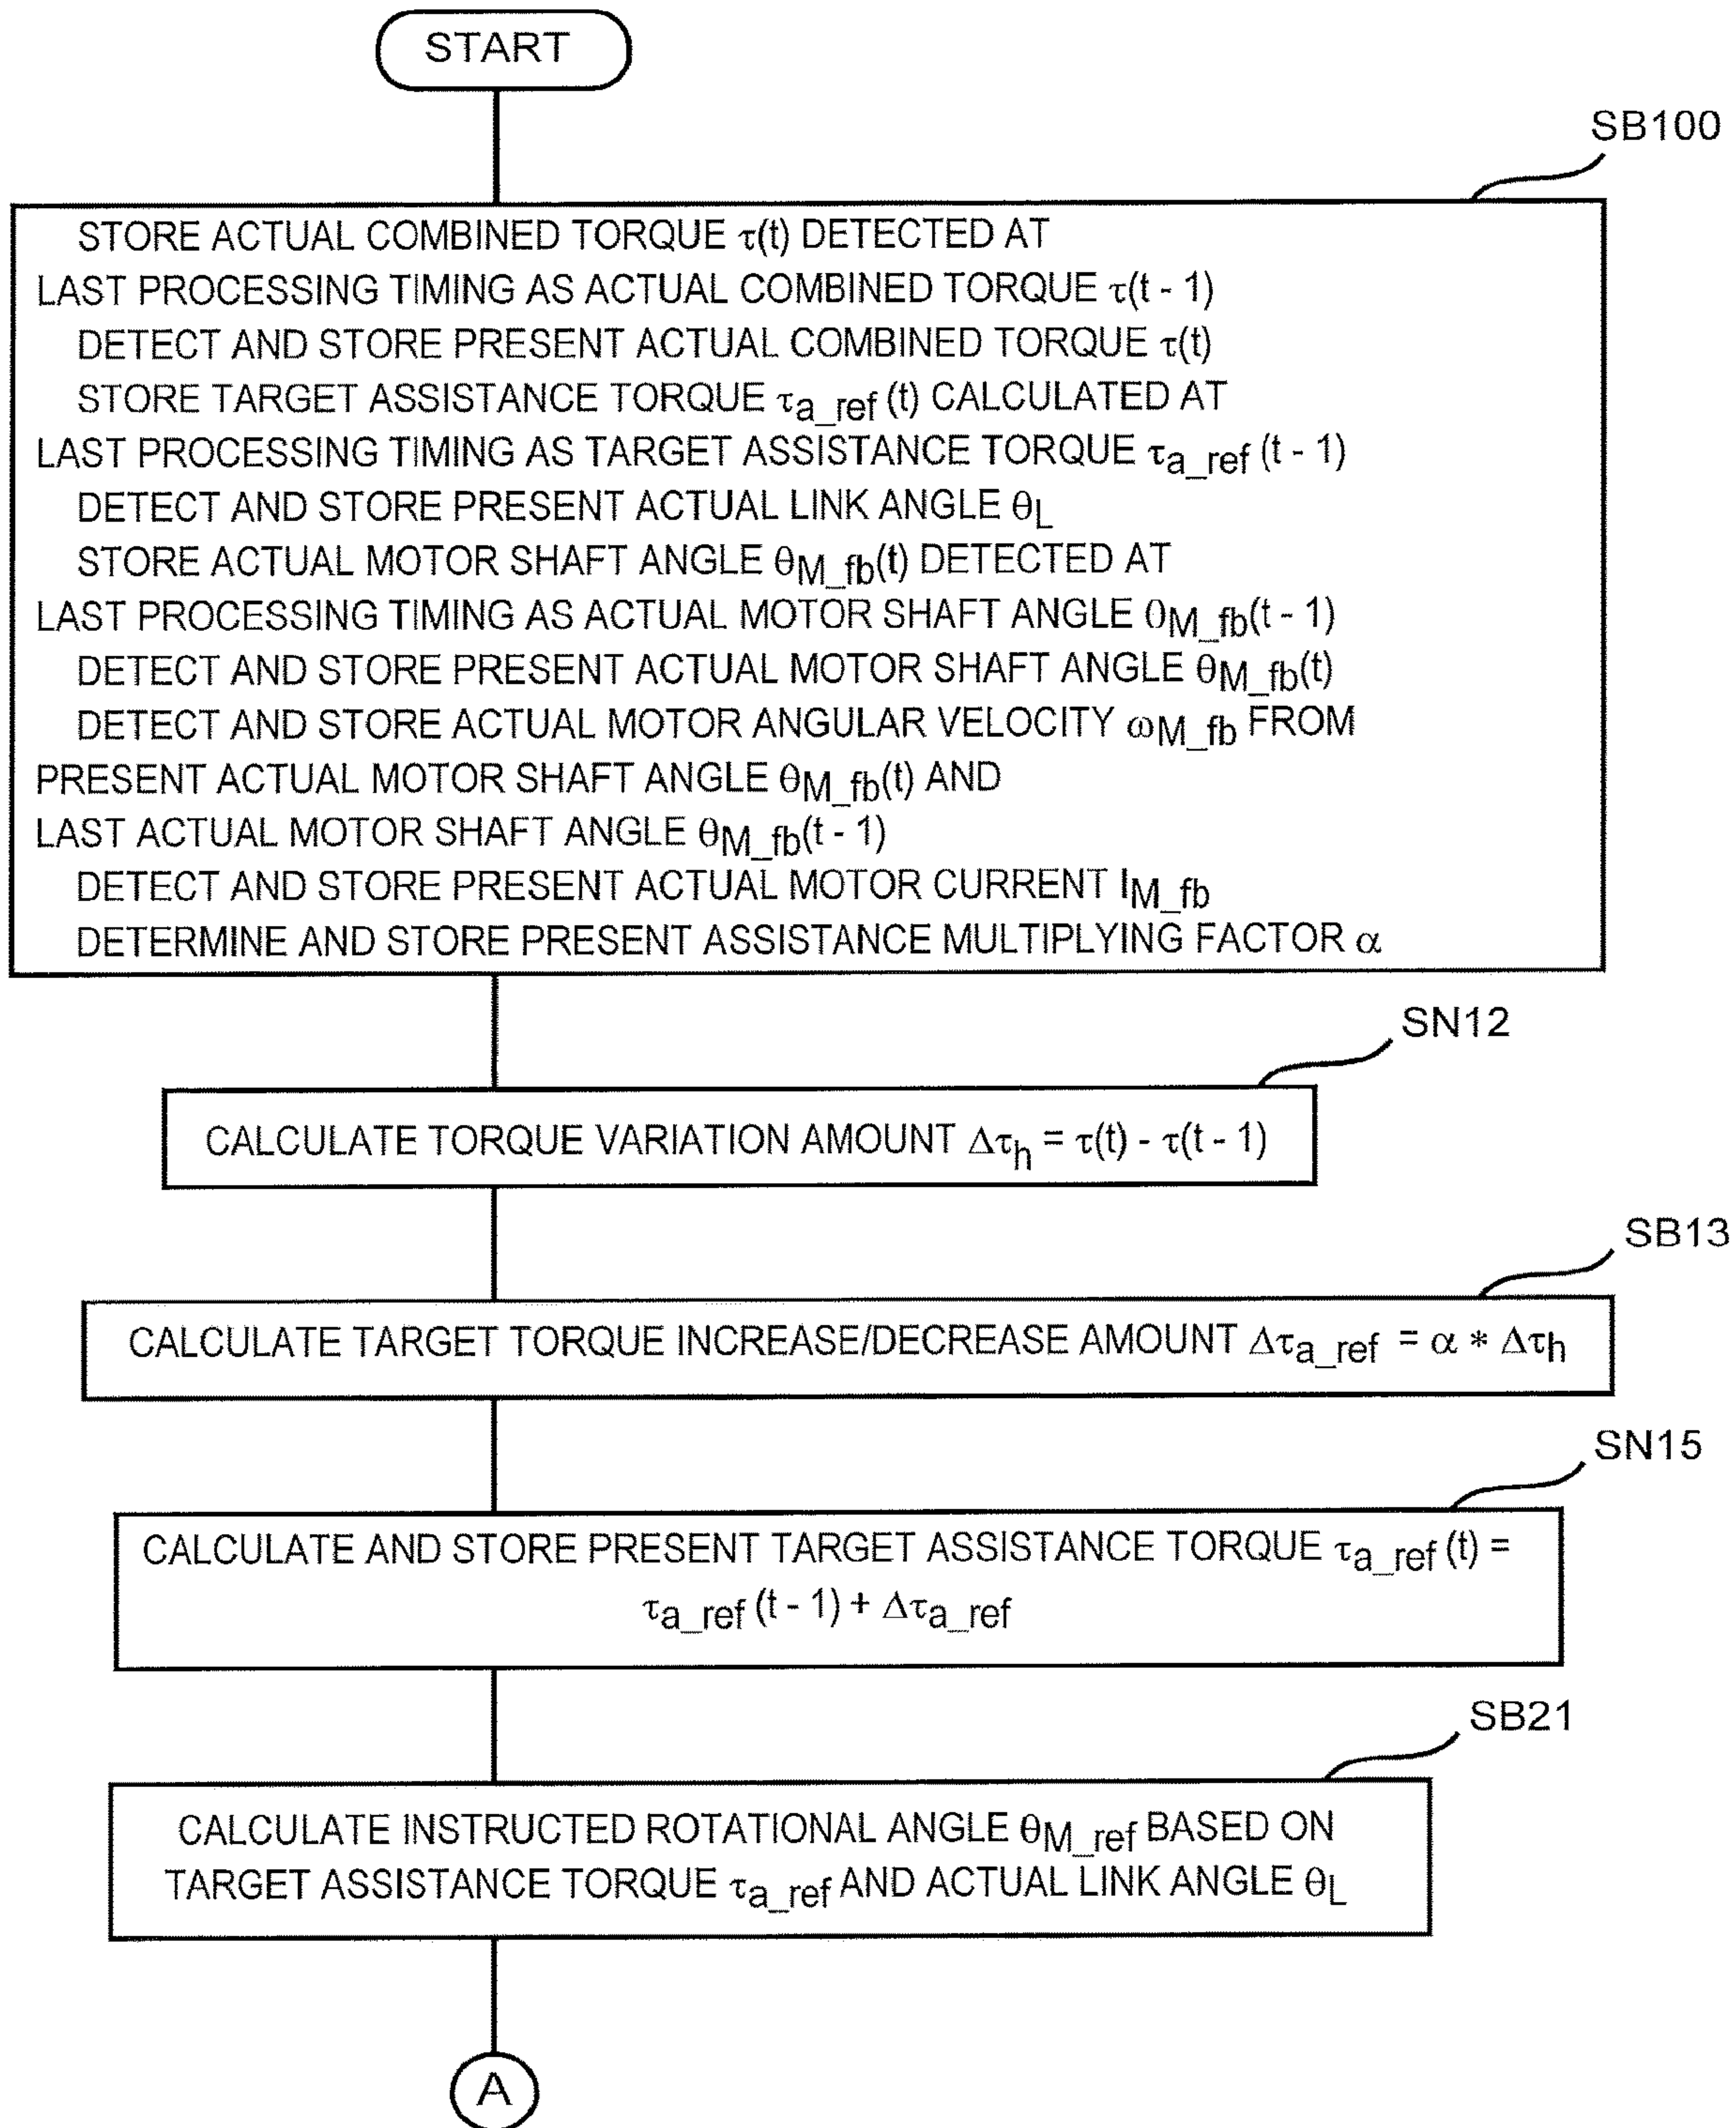 START
SB100
STORE ACTUAL COMBINED TORQUE τ(t) DETECTED AT
LAST PROCESSING TIMING AS ACTUAL COMBINED TORQUE τ(t - 1)
DETECT AND STORE PRESENT ACTUAL COMBINED TORQUE τ(t)
STORE TARGET ASSISTANCE TORQUE τa_ref (t) CALCULATED AT
LAST PROCESSING TIMING AS TARGET ASSISTANCE TORQUE τa_ref (t - 1)
DETECT AND STORE PRESENT ACTUAL LINK ANGLE θL
STORE ACTUAL MOTOR SHAFT ANGLE θM_fb(t) DETECTED AT
LAST PROCESSING TIMING AS ACTUAL MOTOR SHAFT ANGLE θM_fb(t - 1)
DETECT AND STORE PRESENT ACTUAL MOTOR SHAFT ANGLE θM_fb(t)
DETECT AND STORE ACTUAL MOTOR ANGULAR VELOCITY ωM_fb FROM
PRESENT ACTUAL MOTOR SHAFT ANGLE θM_fb(t) AND
LAST ACTUAL MOTOR SHAFT ANGLE θM_fb(t - 1)
DETECT AND STORE PRESENT ACTUAL MOTOR CURRENT IM_fb
DETERMINE AND STORE PRESENT ASSISTANCE MULTIPLYING FACTOR α
SN12
CALCULATE TORQUE VARIATION AMOUNT Δτh = τ(t) - τ(t - 1)
SB13
CALCULATE TARGET TORQUE INCREASE/DECREASE AMOUNT Δτa_ref = α * Δτh
SN15
CALCULATE AND STORE PRESENT TARGET ASSISTANCE TORQUE τa_ref (t) =
τa_ref (t - 1) + Δτa_ref
SB21
CALCULATE INSTRUCTED ROTATIONAL ANGLE θM_ref BASED ON
TARGET ASSISTANCE TORQUE τa_ref AND ACTUAL LINK ANGLE θL
A